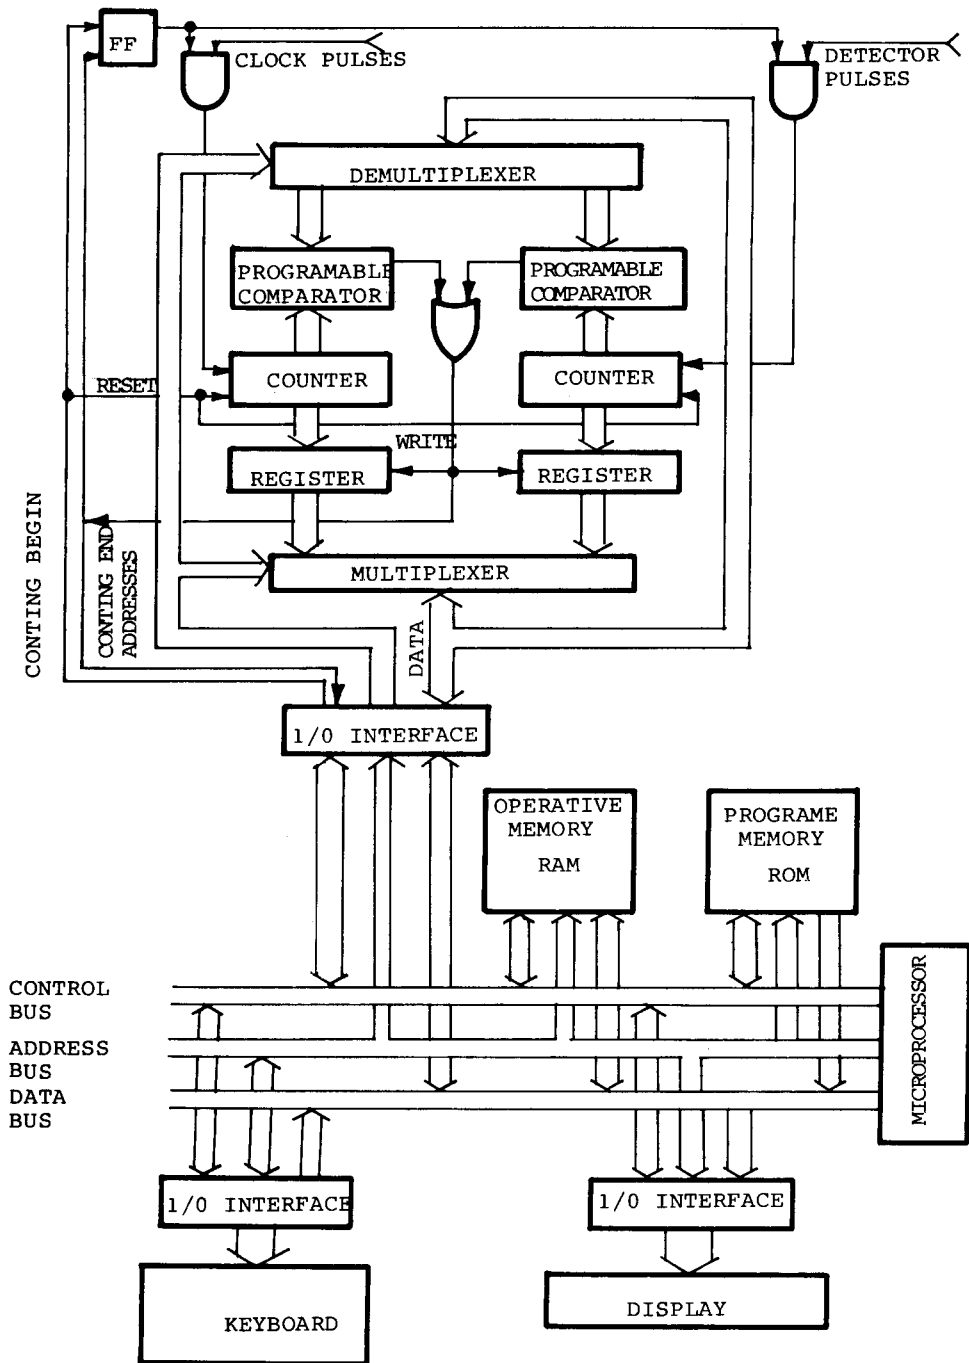 FF
CLOCK PULSES
DETECTOR
PULSES
DEMULTIPLEXER
PROGRAMABLE
COMPARATOR
PROGRAMABLE
COMPARATOR
COUNTER
COUNTER
RESET
WRITE
REGISTER
REGISTER
CONTING BEGIN
CONTING END
ADDRESSES
MULTIPLEXER
DATA
1/0 INTERFACE
OPERATIVE
MEMORY
RAM
PROGRAME
MEMORY
ROM
CONTROL
BUS
ADDRESS
BUS
DATA
BUS
MICROPROCESSOR
1/0 INTERFACE
1/0 INTERFACE
KEYBOARD
DISPLAY